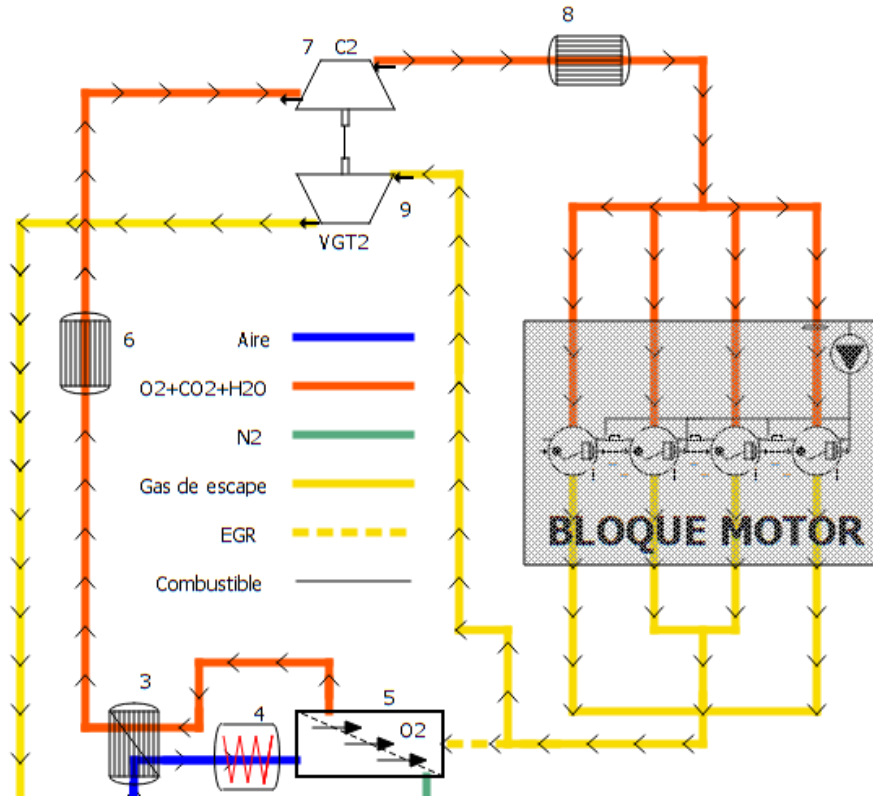 8
7 C2
9
VGT2
6
Aire
O2+CO2+H2O
N2
Gas de escape
EGR
Combustible
BLOQUE MOTOR
3
4
5
O2